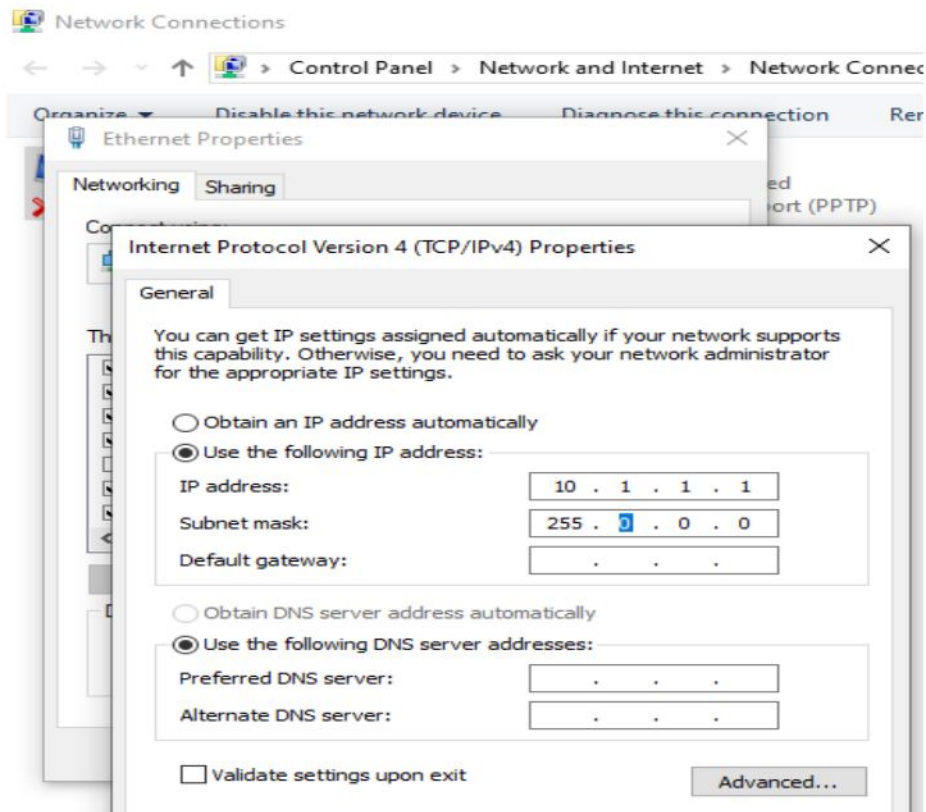 Network Connections
Control Panel > Network and Internet > Network Connec
Organize Disable this network device Diagnose this connection Ren
Ethernet Properties
Networking Sharing
ed
ort (PPTP)
Internet Protocol Version 4 (TCP/IPv4) Properties
General
Th
You can get IP settings assigned automatically if your network supports
this capability. Otherwise, you need to ask your network administrator
for the appropriate IP settings.
Obtain an IP address automatically
Use the following IP address:
IP address: 10 . 1 . 1 . 1
Subnet mask: 255 . 0 . 0 . 0
Default gateway: . . .
Obtain DNS server address automatically
Use the following DNS server addresses:
Preferred DNS server: . . .
Alternate DNS server: . . .
Validate settings upon exit
Advanced...